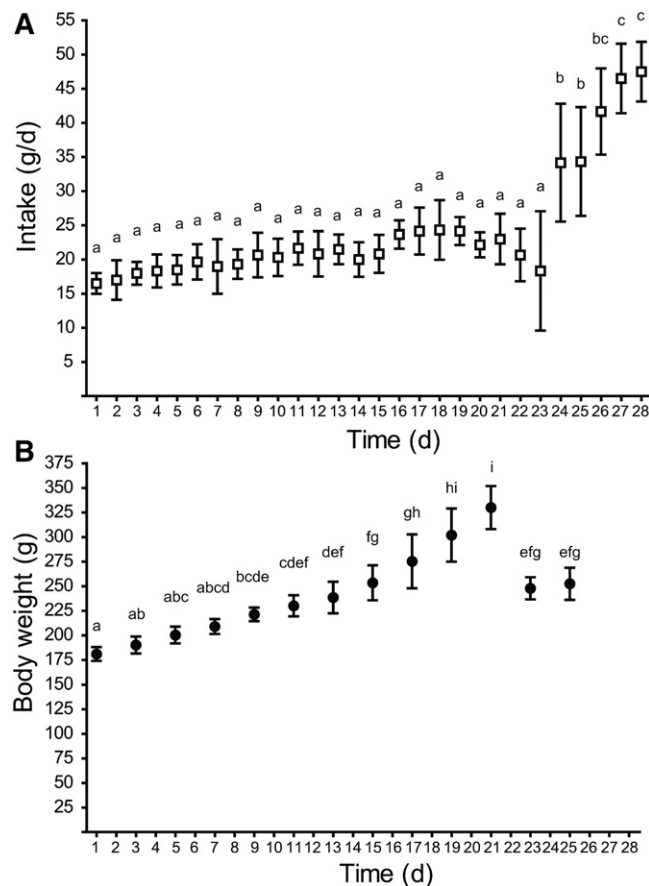 A
55
50
45
40
35
30
25
20
15
10
5
Intake (g/d)
a a a a a a a a a a a a a a a a a a a a a a a b b bc c c
1 2 3 4 5 6 7 8 9 10 11 12 13 14 15 16 17 18 19 20 21 22 23 24 25 26 27 28
Time (d)
B
375
350
325
300
275
250
225
200
175
150
125
100
75
50
25
Body weight (g)
a ab abc abcd bcde cdef def fg gh hi i efg efg
1 2 3 4 5 6 7 8 9 10 11 12 13 14 15 16 17 18 19 20 21 22 23 24 25 26 27 28
Time (d)